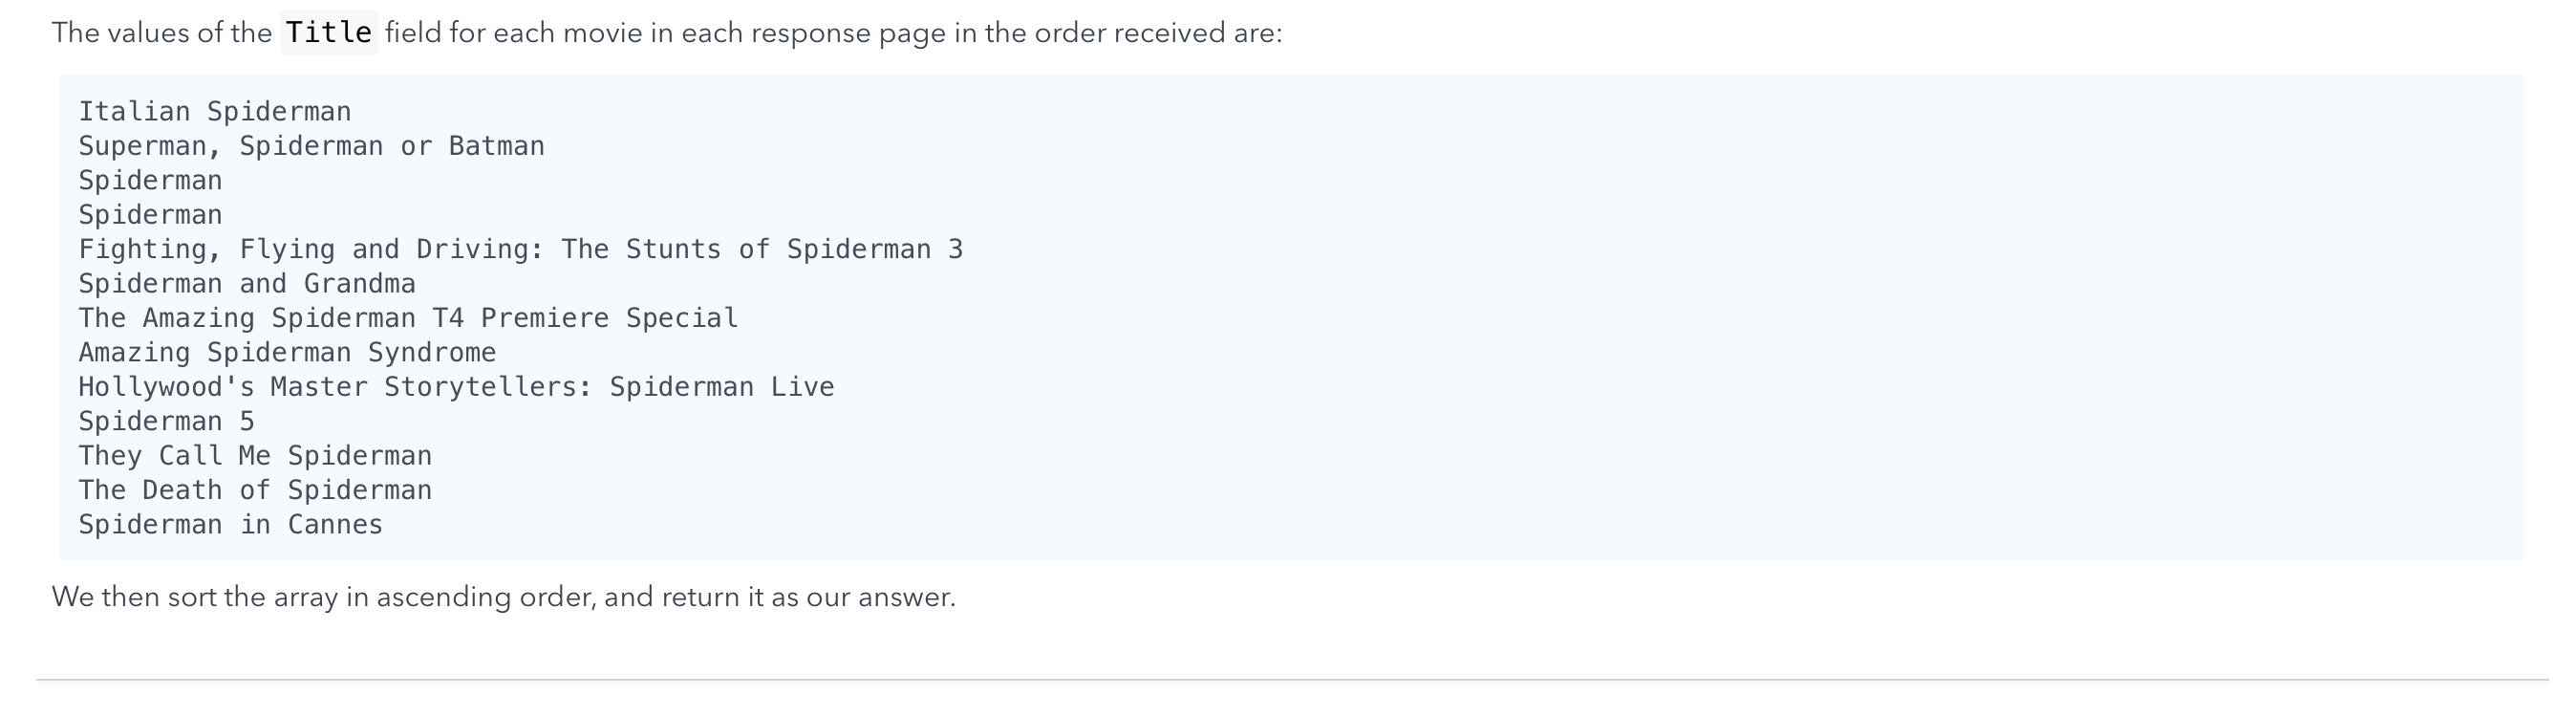 The values of the Title field for each movie in each response page in the order received are:
Italian Spiderman
Superman, Spiderman or Batman
Spiderman
Spiderman
Fighting, Flying and Driving: The Stunts of Spiderman 3
Spiderman and Grandma
The Amazing Spiderman T4 Premiere Special
Amazing Spiderman Syndrome
Hollywood's Master Storytellers: Spiderman Live
Spiderman 5
They Call Me Spiderman
The Death of Spiderman
Spiderman in Cannes
We then sort the array in ascending order, and return it as our answer.